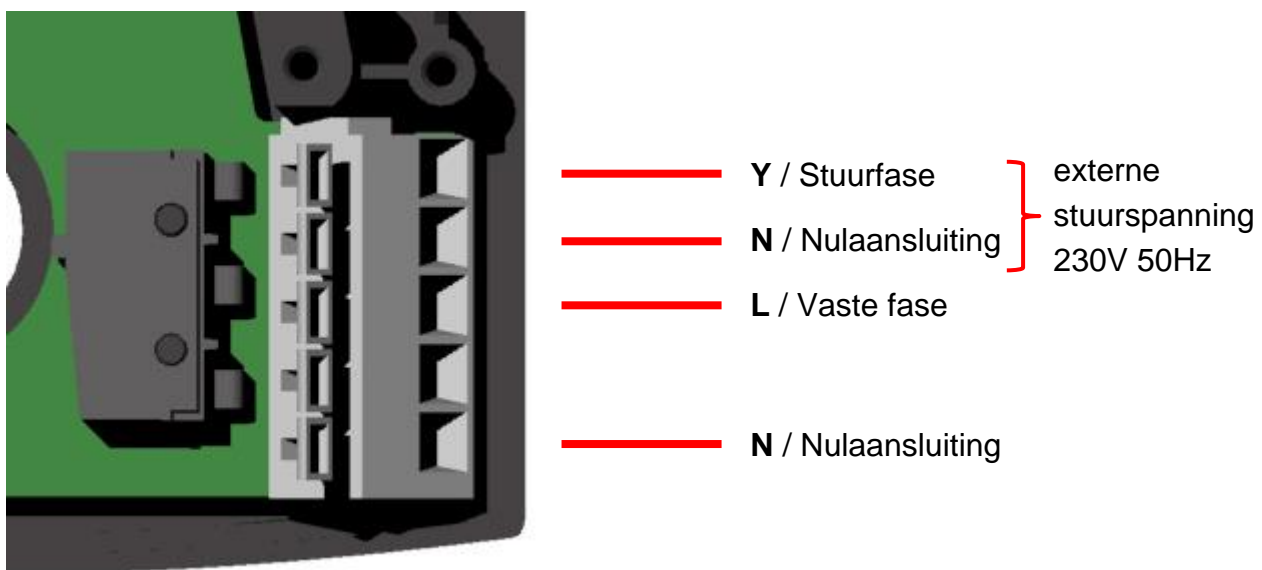 Y / Stuurfase
N / Nulaansluiting
L / Vaste fase
N / Nulaansluiting
externe
stuurspanning
230V 50Hz